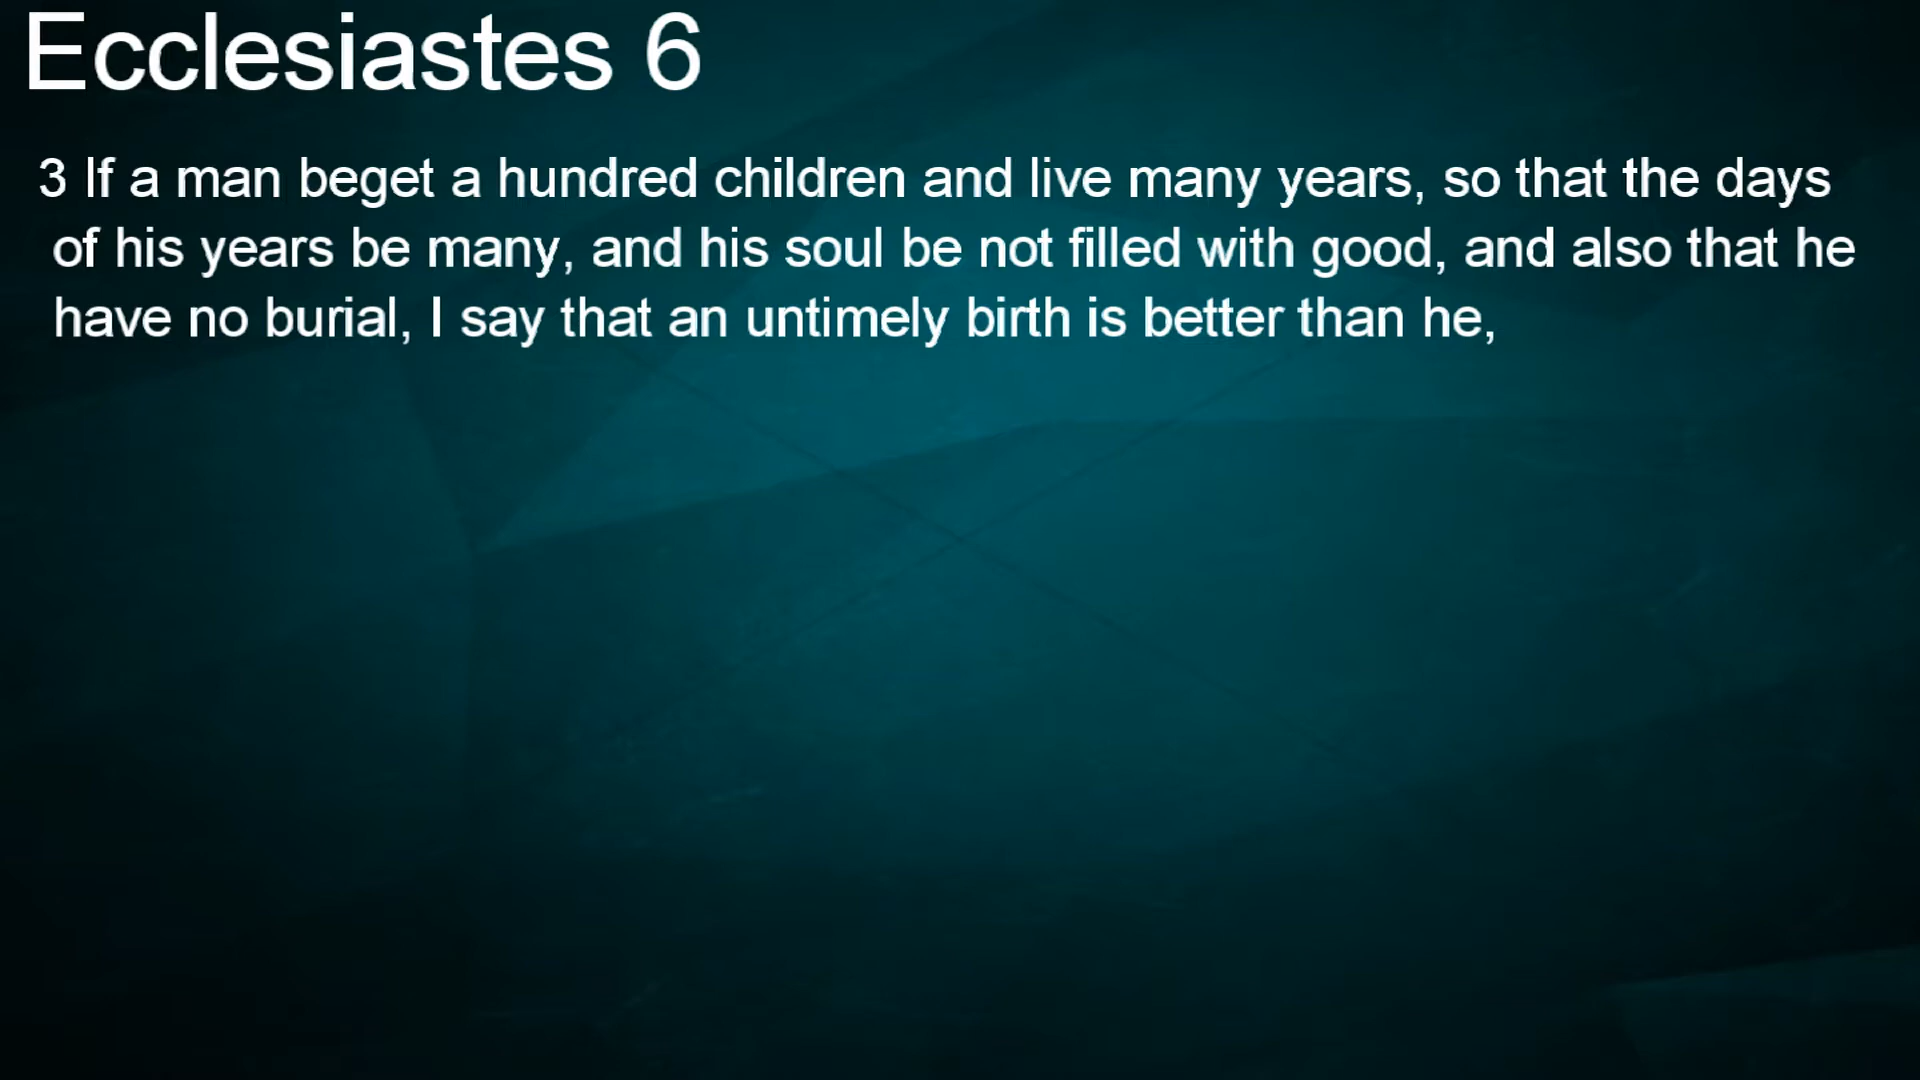 Ecclesiastes 6
3 If a man beget a hundred children and live many years, so that the days
of his years be many, and his soul be not filled with good, and also that he
have no burial, I say that an untimely birth is better than he,